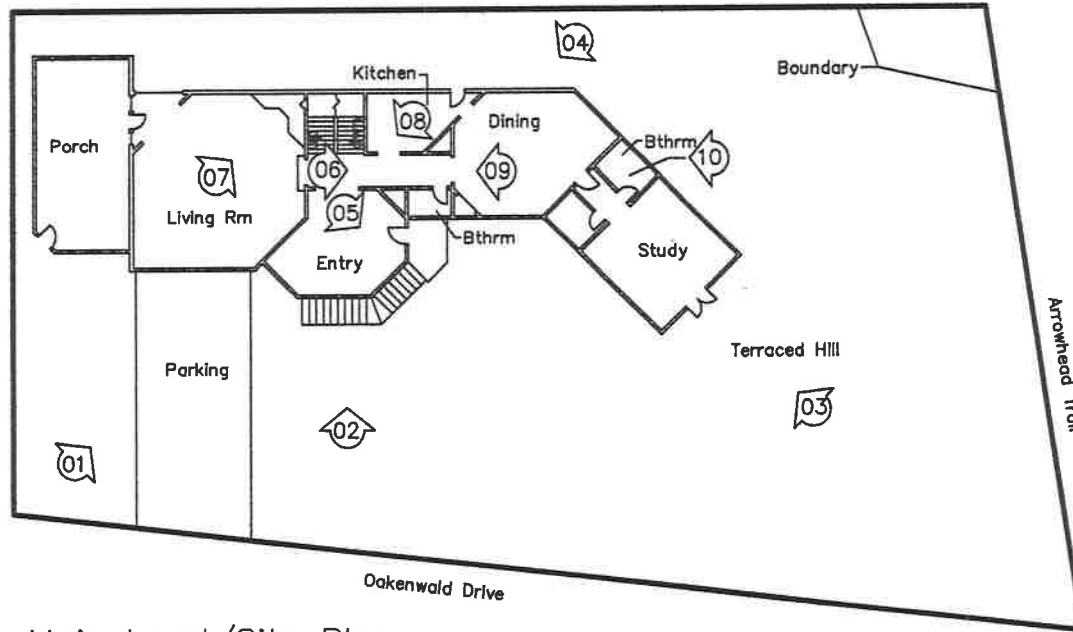 04
Kitchen
Boundary
08
Dining
Bthrm
10
Porch
07
06
09
Living Rm
05
Bthrm
Entry
Study
Arrowhead
Terraced Hill
Parking
03
02
01
Oakenwald Drive